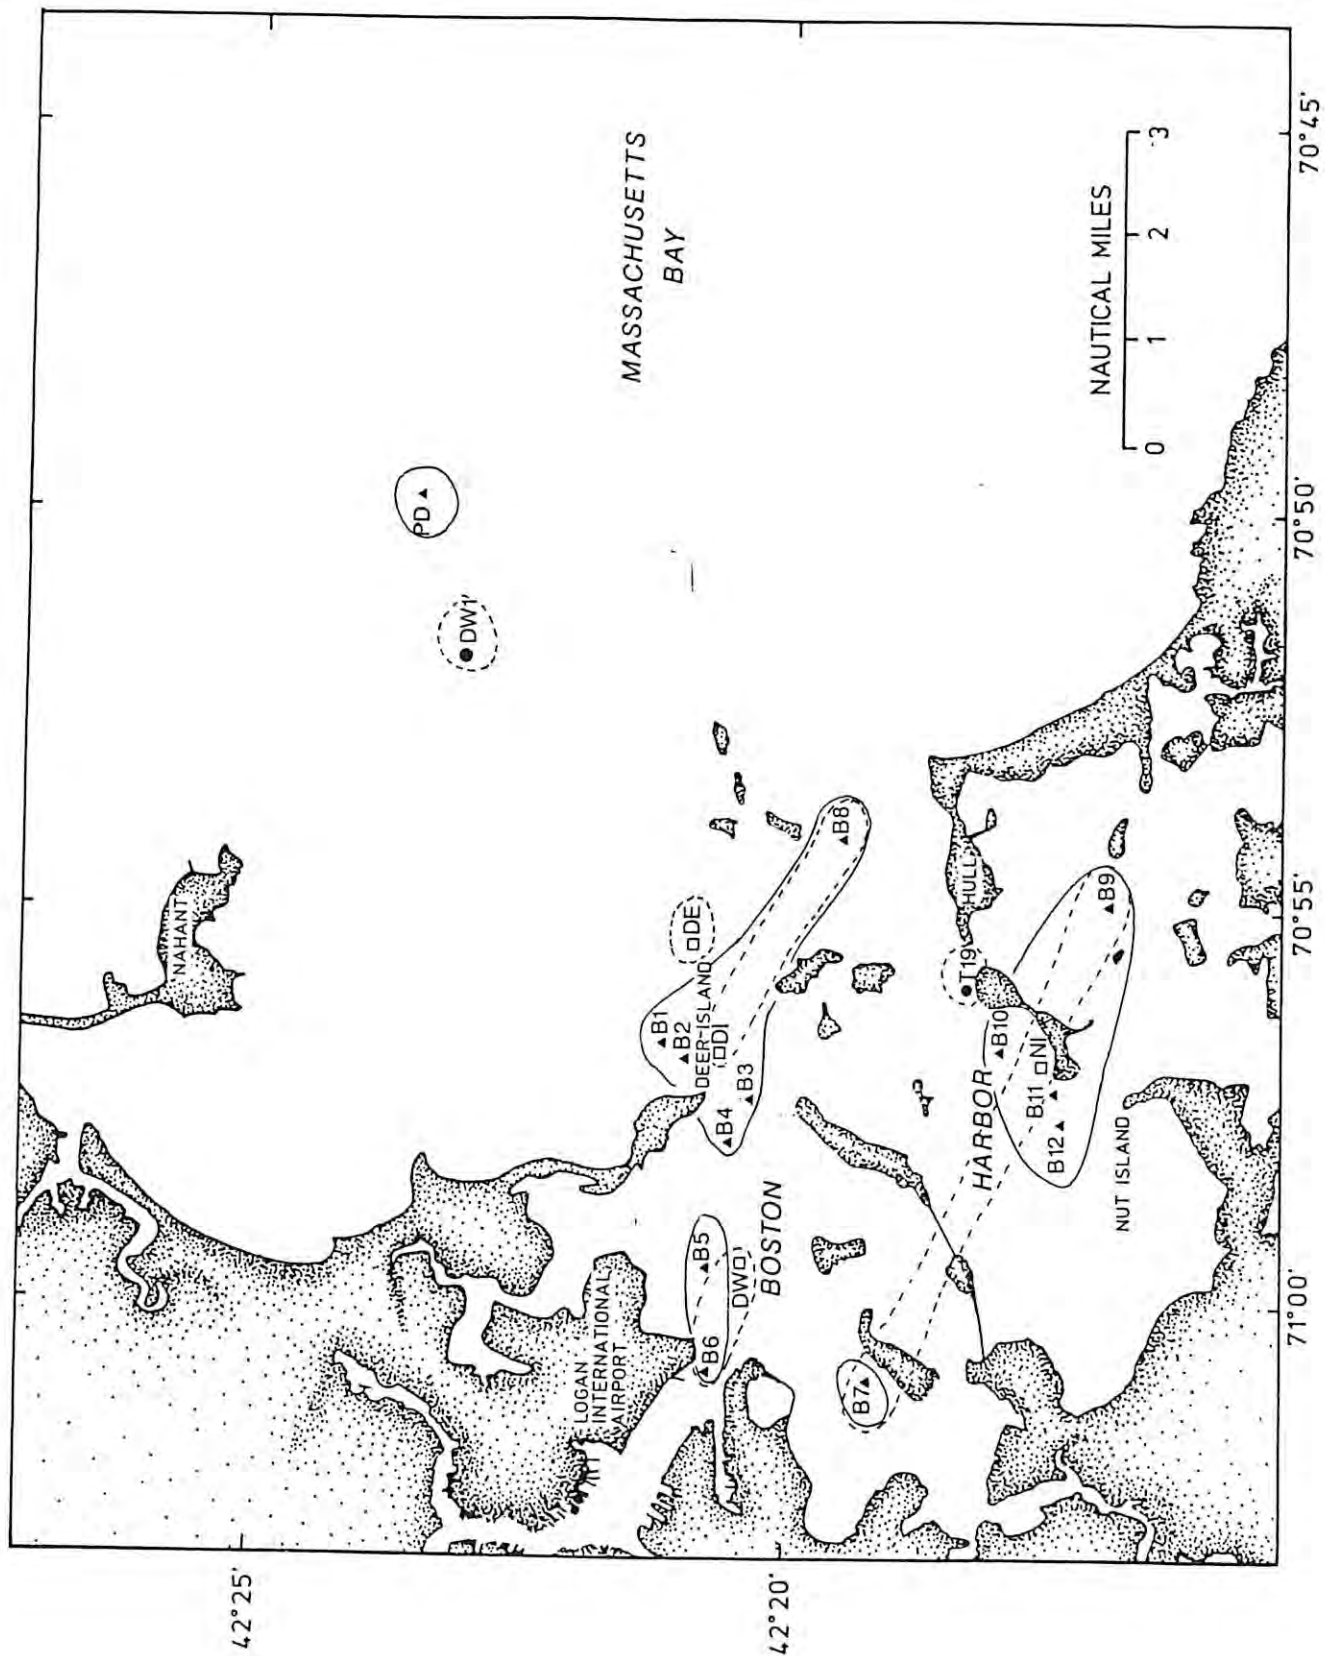 42°25'
42°20'
NAHANT
PD
DW1'
MASSACHUSETTS
BAY
LOGAN
INTERNATIONAL
AIRPORT
B1
B2
DEER-ISLAND
DI
DE
B3
B4
B5
B6
DW
BOSTON
HARBOR
B7
B8
T19
HULL
B10
NI
B11
B12
B9
NUT ISLAND
NAUTICAL MILES
0 1 2 3
71°00'
70°55'
70°50'
70°45'